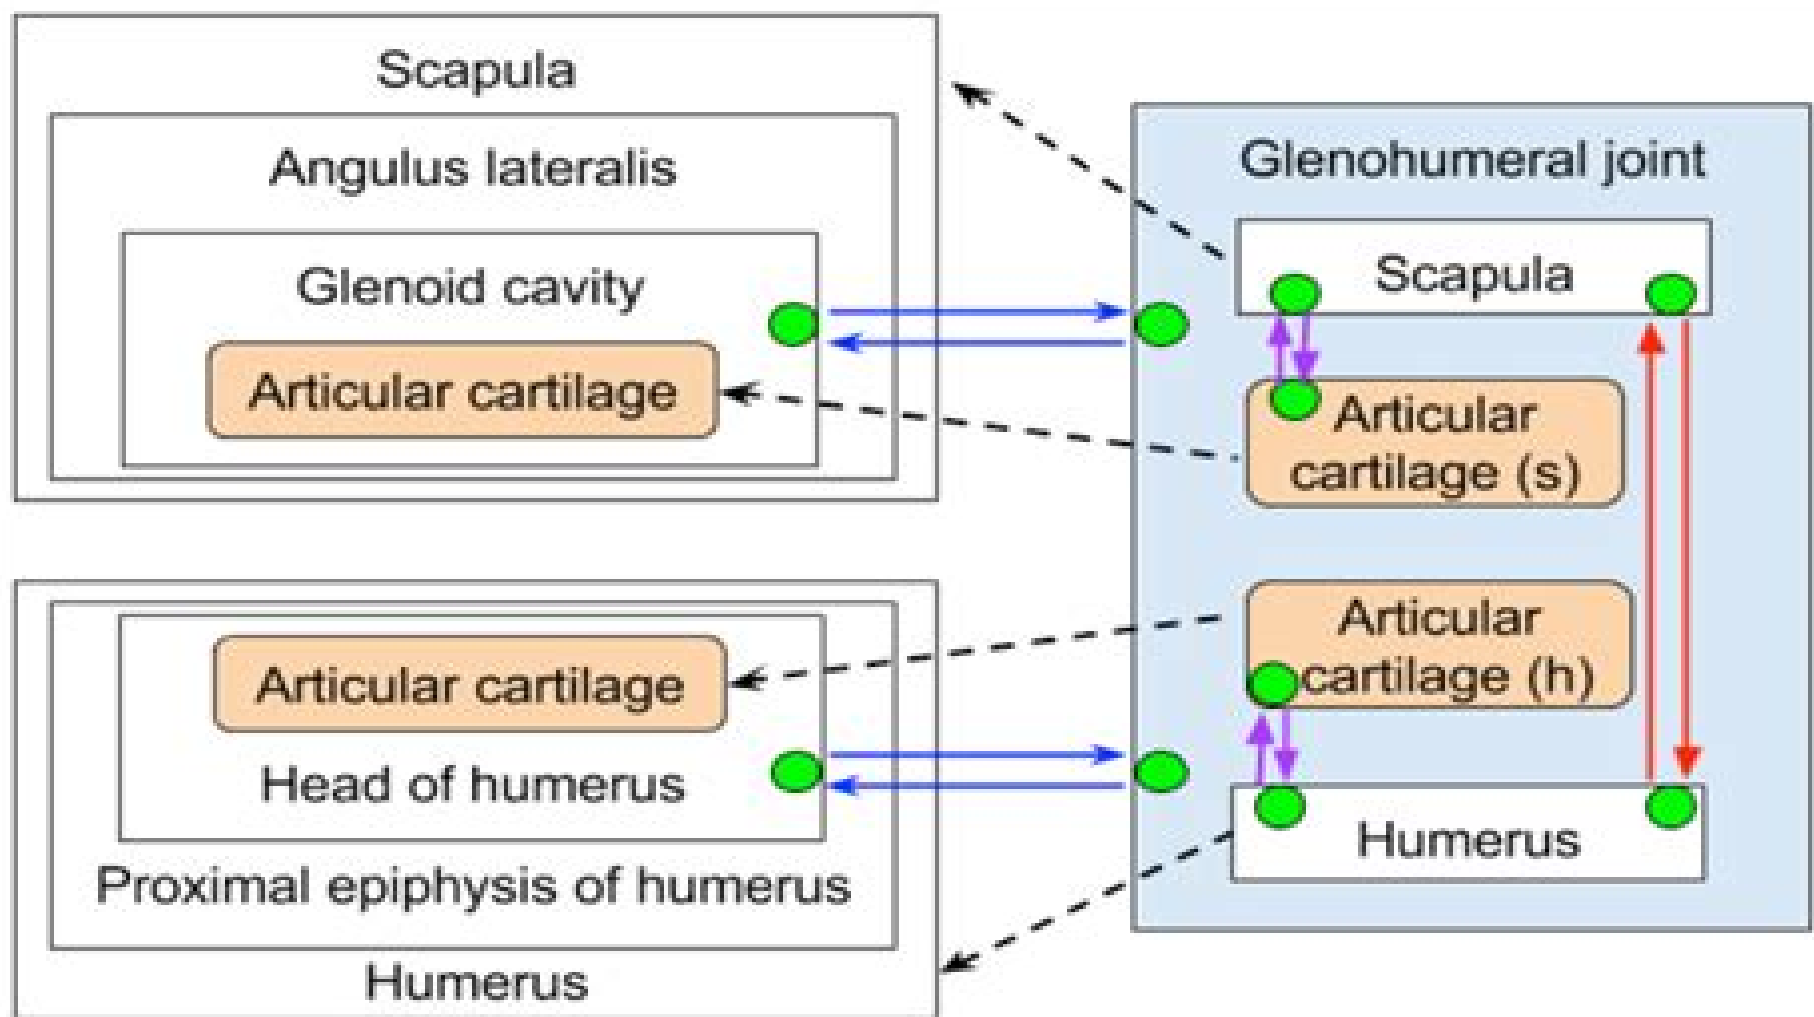 Scapula
Angulus lateralis
Glenoid cavity
Articular cartilage
Articular cartilage
Head of humerus
Proximal epiphysis of humerus
Humerus
Glenohumeral joint
Scapula
Articular
cartilage (s)
Articular
cartilage (h)
Humerus